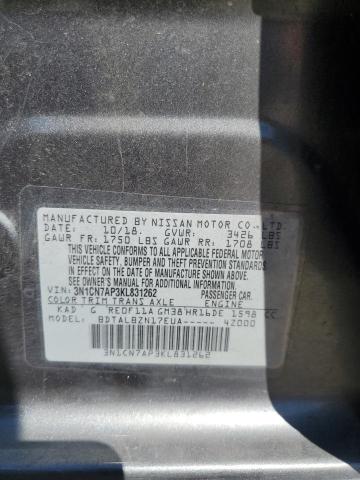 MANUFACTURED BY NISSAN MOTOR CO., LTD.
DATE: 10/18. GVWR: 3426 LBS
GAWR FR: 1750 LBS GAWR RR: 1708 LBS
THIS VEHICLE CONFORMS TO ALL APPLICABLE FEDERAL MOTOR
VEHICLE SAFETY, BUMPER AND THEFT PREVENTION STANDARDS
IN EFFECT ON THE DATE OF MANUFACTURE SHOWN ABOVE.
SEE OWNER'S MANUAL FOR ADDITIONAL INFORMATION.
VIN: 3N1CN7AP3KL831262 PASSENGER CAR.
COLOR TRIM TRANS AXLE ENGINE
KAD G RE0F11A GM38 HR16DE 1598 CC
MODEL: BDTALBZN17EUA----- 42000
3N1CN7AP3KL831262